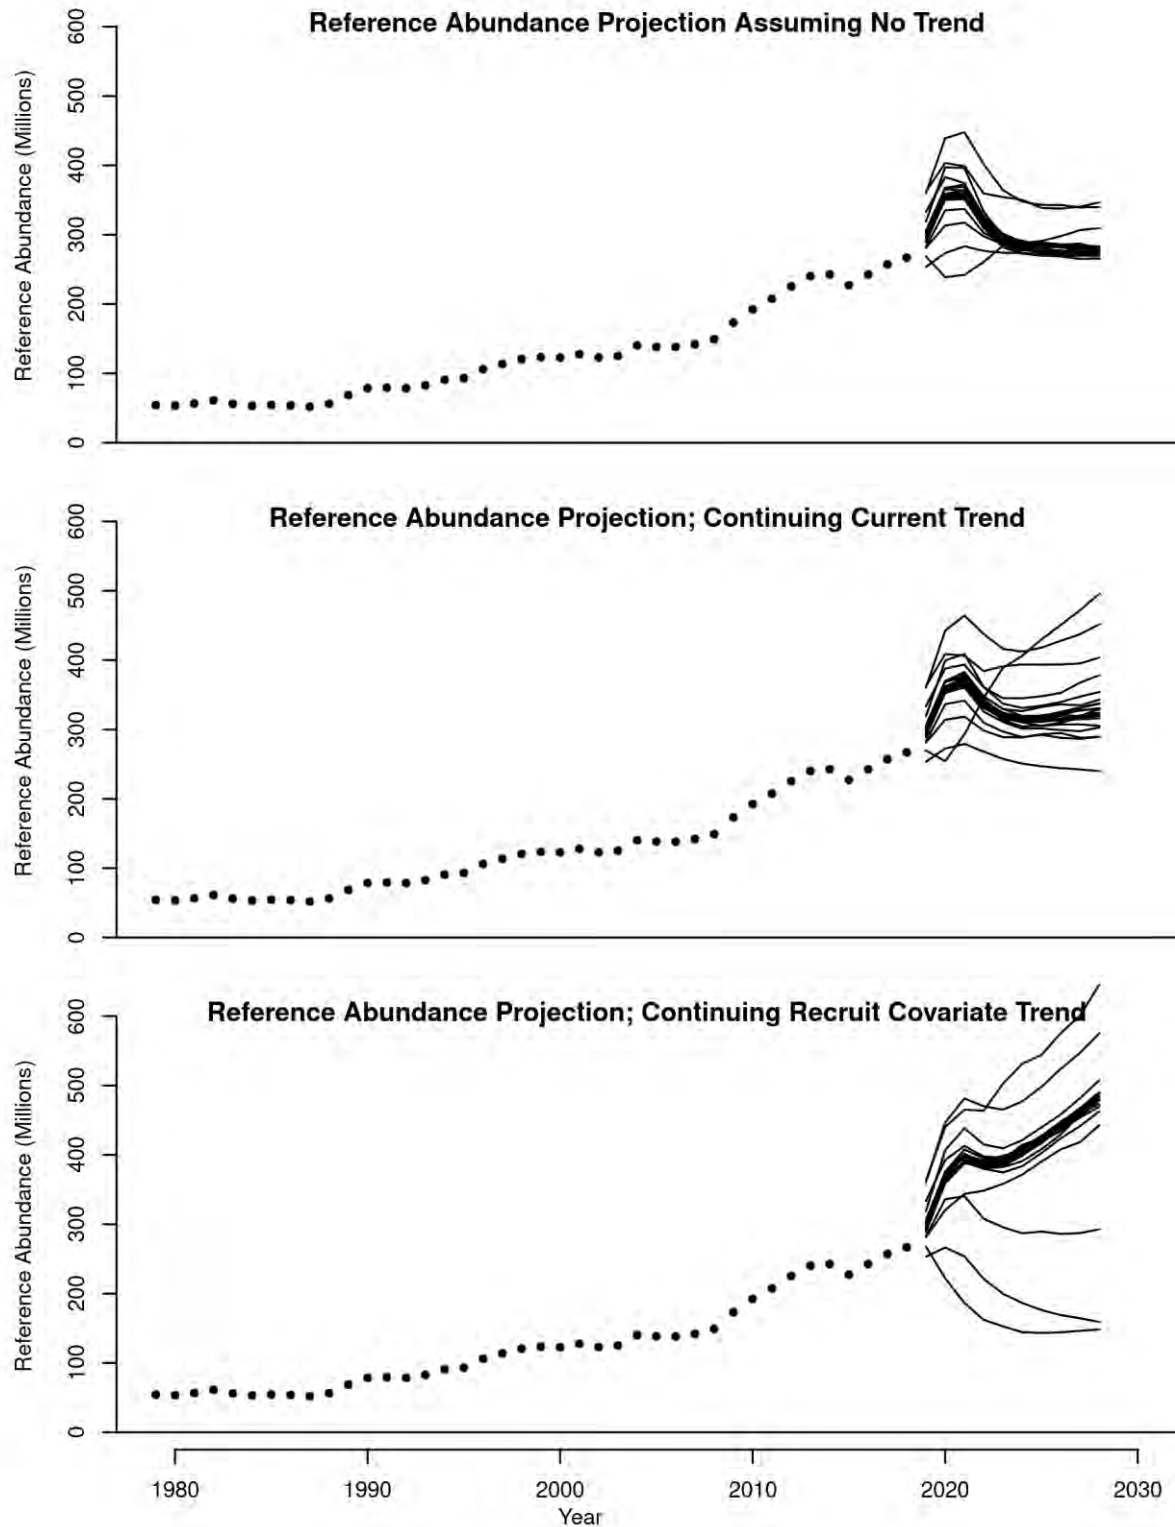 Reference Abundance Projection Assuming No Trend
Reference Abundance (Millions)
600
500
400
300
200
100
0
Reference Abundance Projection; Continuing Current Trend
Reference Abundance (Millions)
600
500
400
300
200
100
0
Reference Abundance Projection; Continuing Recruit Covariate Trend
Reference Abundance (Millions)
600
500
400
300
200
100
0
1980 1990 2000 2010 2020 2030
Year